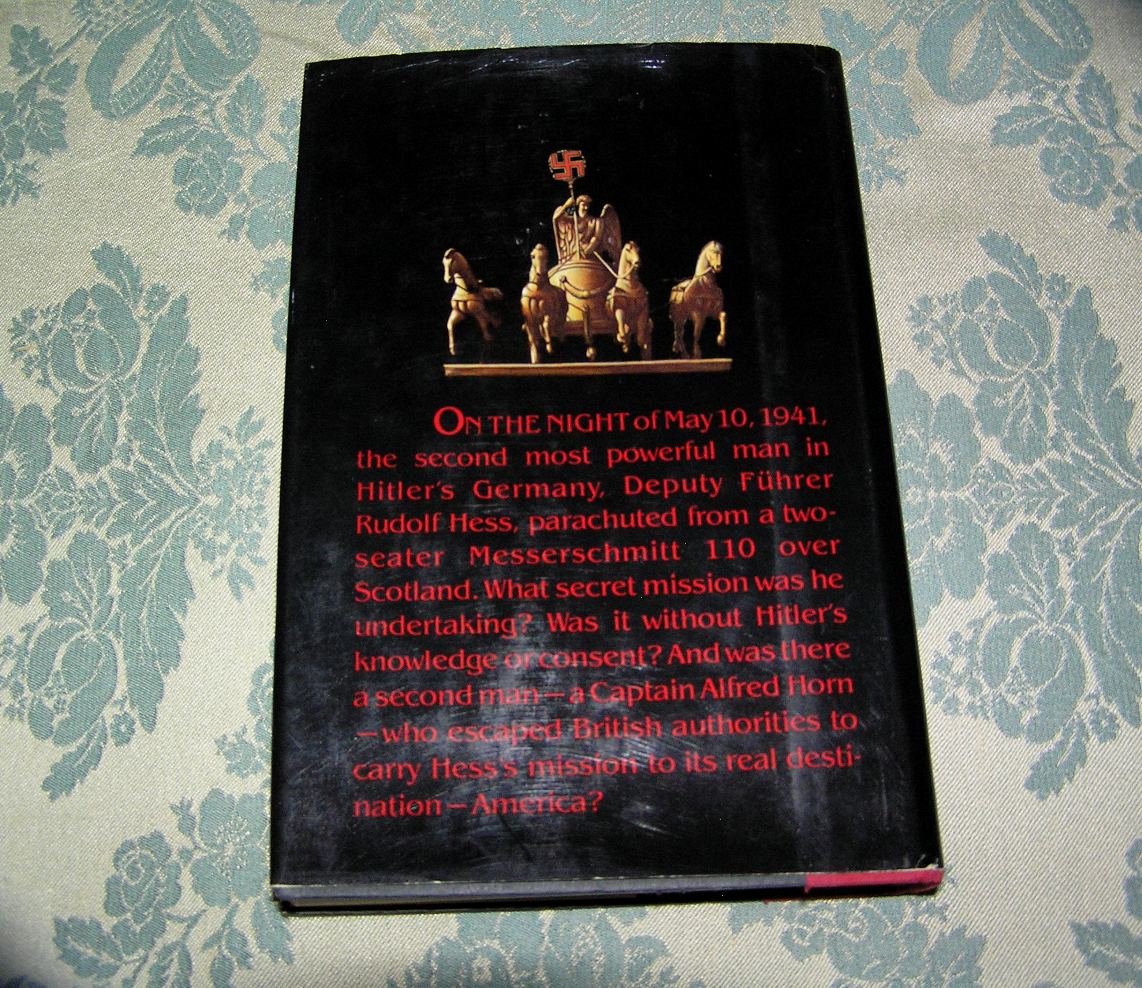 ON THE NIGHT of May 10, 1941,
the second most powerful man in
Hitler's Germany, Deputy Führer
Rudolf Hess, parachuted from a two-
seater Messerschmitt 110 over
Scotland. What secret mission was he
undertaking? Was it without Hitler's
knowledge or consent? And was there
a second man—a Captain Alfred Horn
—who escaped British authorities to
carry Hess's mission to its real desti-
nation—America?